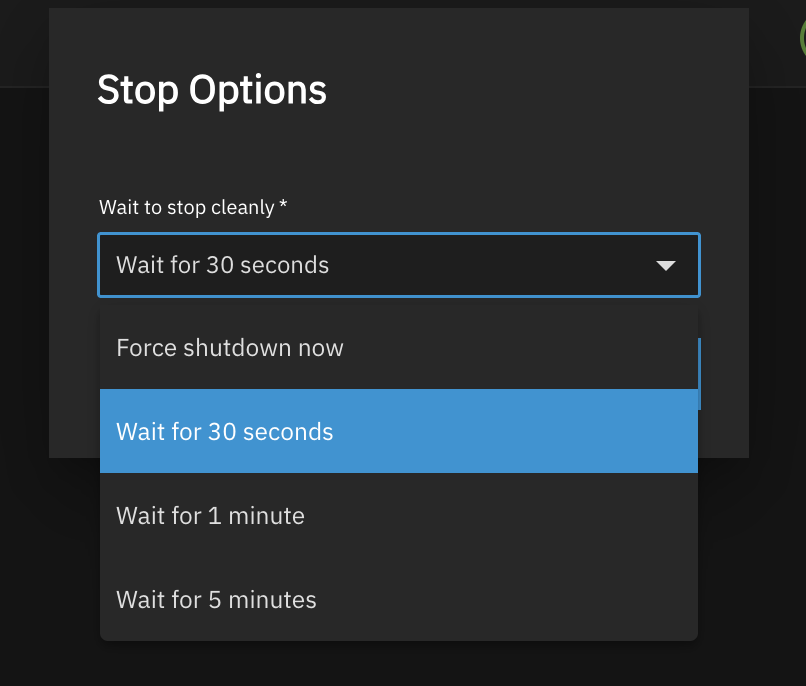 Stop Options
Wait to stop cleanly *
Wait for 30 seconds
Force shutdown now
Wait for 30 seconds
Wait for 1 minute
Wait for 5 minutes